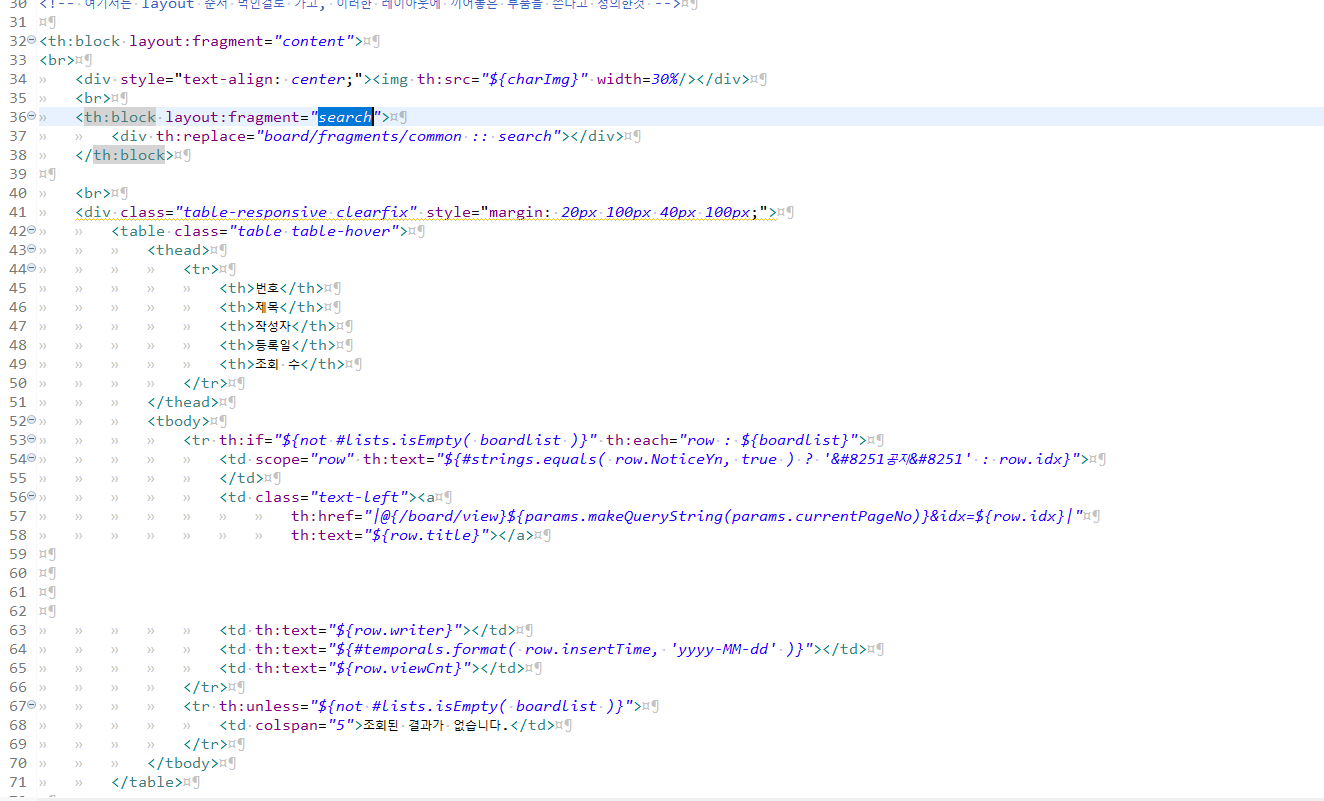 30 <!-- 여기서는 layout 순서 먹인걸로 가고, 이러한 레이아웃에 끼어놓은 부품을 쓴다고 정의한것 -->¤¶
31 ¤¶
32 <th:block layout:fragment="content">¤¶
33 <br>¤¶
34 » <div style="text-align: center;"><img th:src="${charImg}" width=30%/></div>¤¶
35 » <br>¤¶
36 » <th:block layout:fragment="search">¤¶
37 » » <div th:replace="board/fragments/common :: search"></div>¤¶
38 » </th:block>¤¶
39 ¤¶
40 » <br>¤¶
41 » <div class="table-responsive clearfix" style="margin: 20px 100px 40px 100px;">¤¶
42 » » <table class="table table-hover">¤¶
43 » » » <thead>¤¶
44 » » » » <tr>¤¶
45 » » » » » <th>번호</th>¤¶
46 » » » » » <th>제목</th>¤¶
47 » » » » » <th>작성자</th>¤¶
48 » » » » » <th>등록일</th>¤¶
49 » » » » » <th>조회 수</th>¤¶
50 » » » » </tr>¤¶
51 » » » </thead>¤¶
52 » » » <tbody>¤¶
53 » » » » <tr th:if="${not #lists.isEmpty( boardlist )}" th:each="row : ${boardlist}">¤¶
54 » » » » » <td scope="row" th:text="${#strings.equals( row.NoticeYn, true ) ? '&#8251공지&#8251' : row.idx}">¤¶
55 » » » » » </td>¤¶
56 » » » » » <td class="text-left"><a¤¶
57 » » » » » » » th:href="|@{/board/view}${params.makeQueryString(params.currentPageNo)}&idx=${row.idx}|"¤¶
58 » » » » » » » th:text="${row.title}"></a>¤¶
59 ¤¶
60 ¤¶
61 ¤¶
62 ¤¶
63 » » » » » <td th:text="${row.writer}"></td>¤¶
64 » » » » » <td th:text="${#temporals.format( row.insertTime, 'yyyy-MM-dd' )}"></td>¤¶
65 » » » » » <td th:text="${row.viewCnt}"></td>¤¶
66 » » » » </tr>¤¶
67 » » » » <tr th:unless="${not #lists.isEmpty( boardlist )}">¤¶
68 » » » » » <td colspan="5">조회된 결과가 없습니다.</td>¤¶
69 » » » » </tr>¤¶
70 » » » </tbody>¤¶
71 » » </table>¤¶